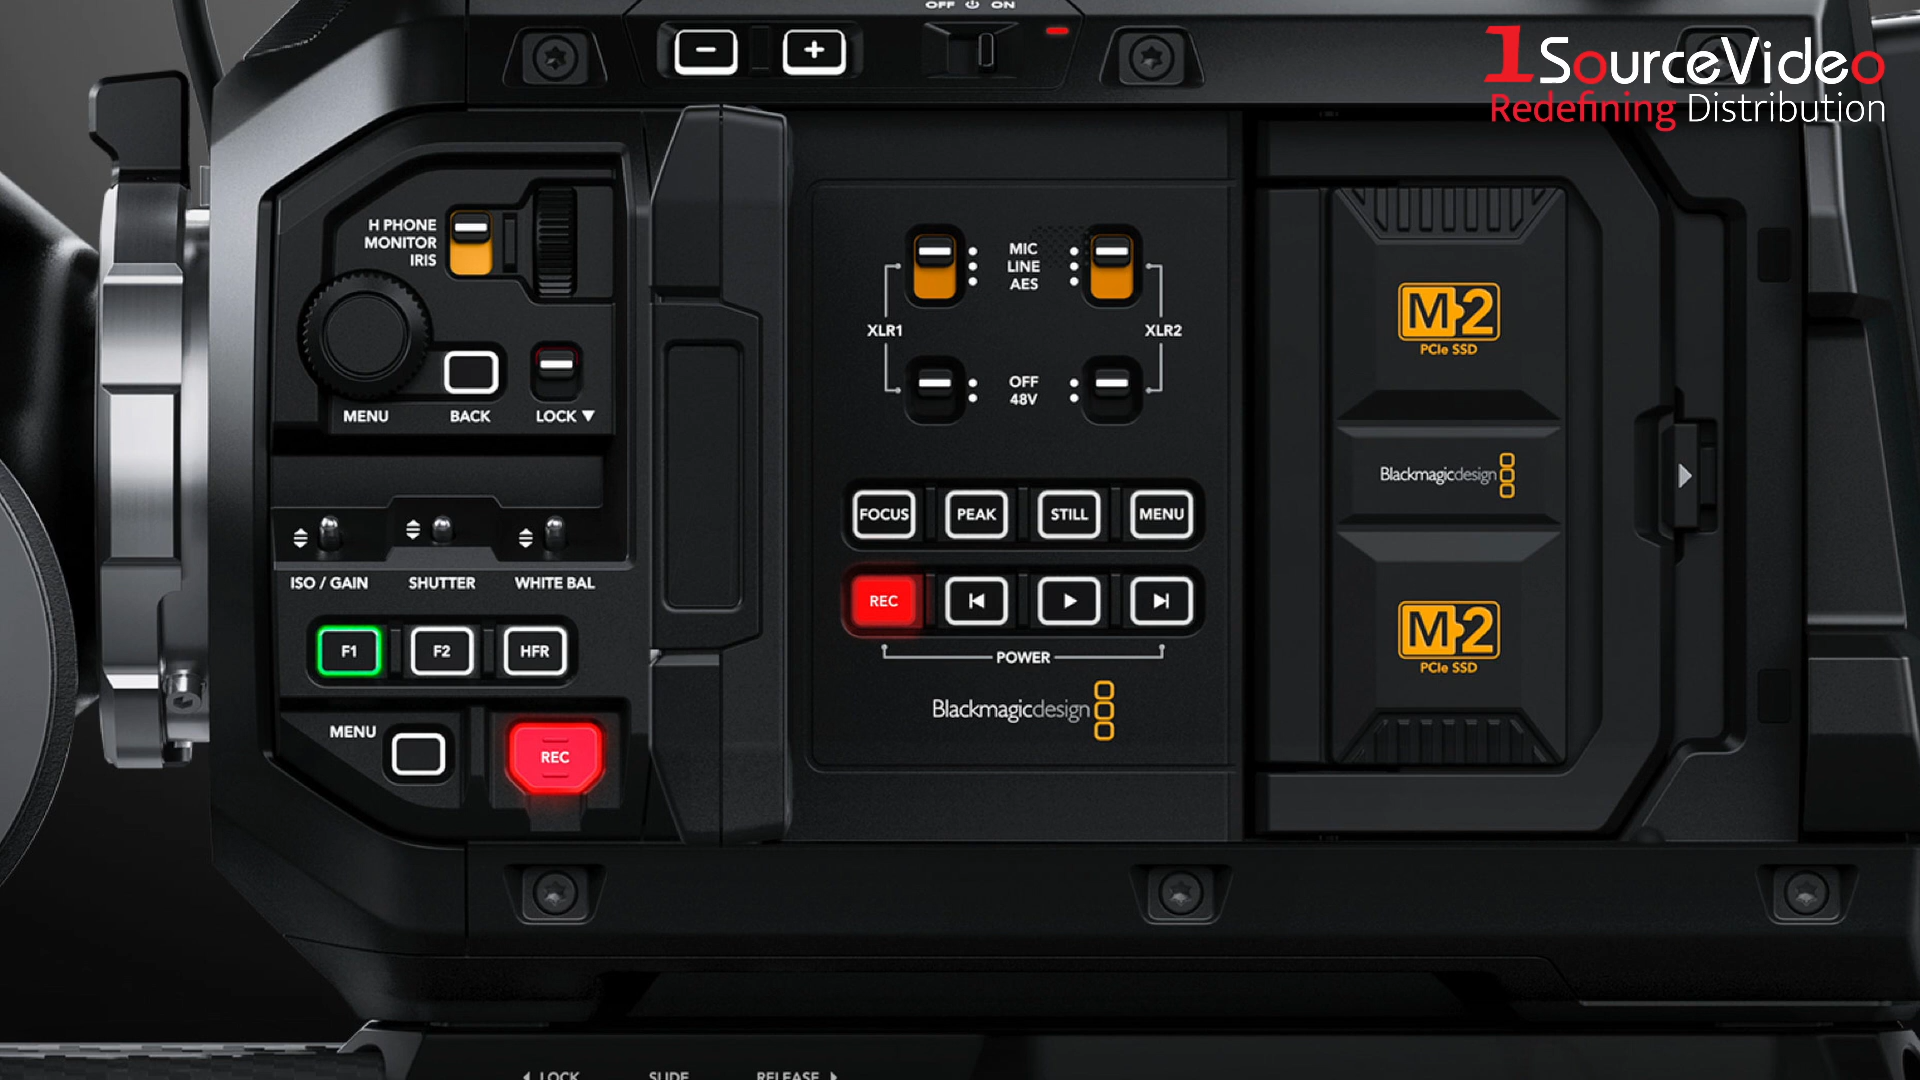 OFF ON
1SourceVideo
Redefining Distribution
H PHONE
MONITOR
IRIS
MENU
BACK
LOCK ▼
ISO / GAIN
SHUTTER
WHITE BAL
F1
F2
HFR
MENU
REC
MIC
LINE
AES
XLR1
XLR2
OFF
48V
FOCUS
PEAK
STILL
MENU
REC
POWER
Blackmagicdesign
M.2
PCIe SSD
Blackmagicdesign
M.2
PCIe SSD
LOCK
SLIDE
RELEASE